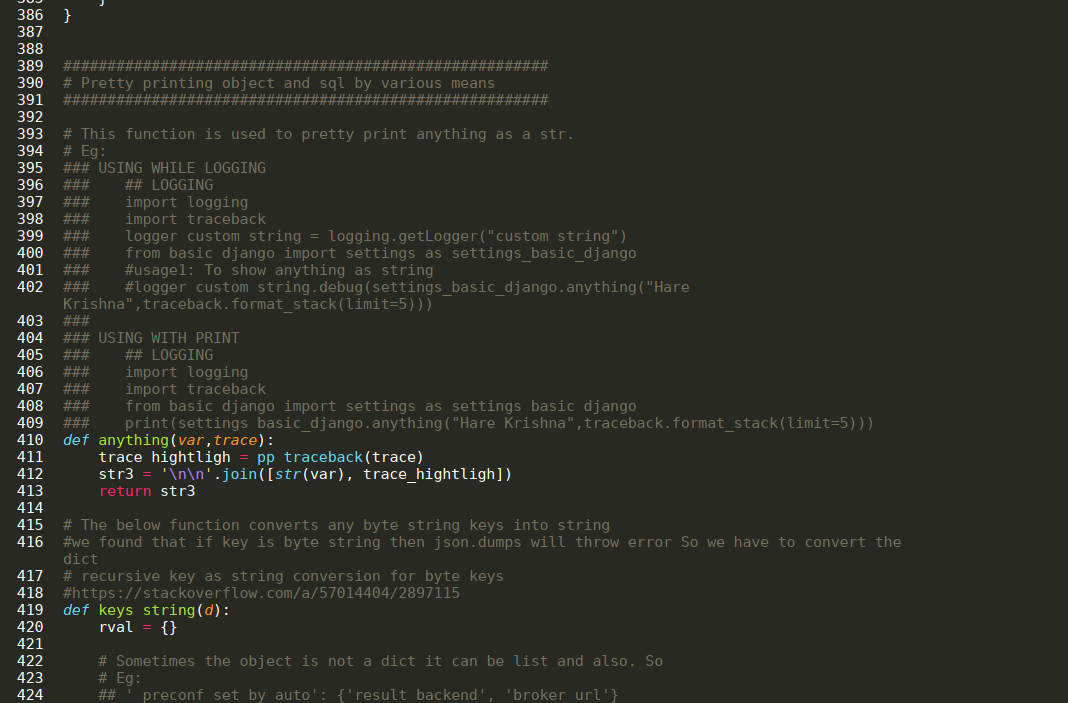 386 }
387
388
389 #######################################################
390 # Pretty printing object and sql by various means
391 #######################################################
392
393 # This function is used to pretty print anything as a str.
394 # Eg:
395 ### USING WHILE LOGGING
396 ###    ## LOGGING
397 ###    import logging
398 ###    import traceback
399 ###    logger custom string = logging.getLogger("custom string")
400 ###    from basic django import settings as settings_basic_django
401 ###    #usage1: To show anything as string
402 ###    #logger custom string.debug(settings_basic_django.anything("Hare
Krishna",traceback.format_stack(limit=5)))
403 ###
404 ### USING WITH PRINT
405 ###    ## LOGGING
406 ###    import logging
407 ###    import traceback
408 ###    from basic django import settings as settings basic django
409 ###    print(settings basic_django.anything("Hare Krishna",traceback.format_stack(limit=5)))
410 def anything(var,trace):
411     trace hightligh = pp traceback(trace)
412     str3 = '\n\n'.join([str(var), trace_hightligh])
413     return str3
414
415 # The below function converts any byte string keys into string
416 #we found that if key is byte string then json.dumps will throw error So we have to convert the
dict
417 # recursive key as string conversion for byte keys
418 #https://stackoverflow.com/a/57014404/2897115
419 def keys string(d):
420     rval = {}
421
422     # Sometimes the object is not a dict it can be list and also. So
423     # Eg:
424     ## ' preconf set by auto': {'result backend', 'broker url'}